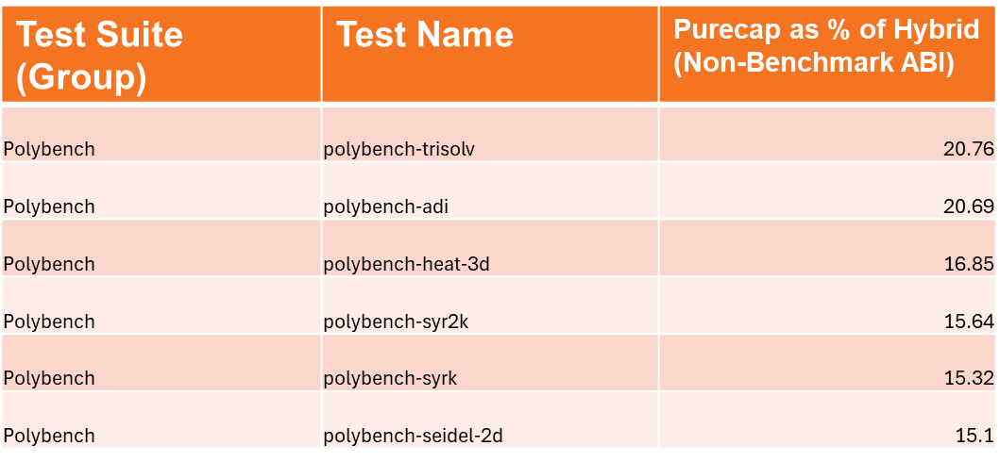 Test Suite
(Group)
Test Name
Purecap as % of Hybrid
(Non-Benchmark ABI)
Polybench polybench-trisolv 20.76
Polybench polybench-adi 20.69
Polybench polybench-heat-3d 16.85
Polybench polybench-syr2k 15.64
Polybench polybench-syrk 15.32
Polybench polybench-seidel-2d 15.1